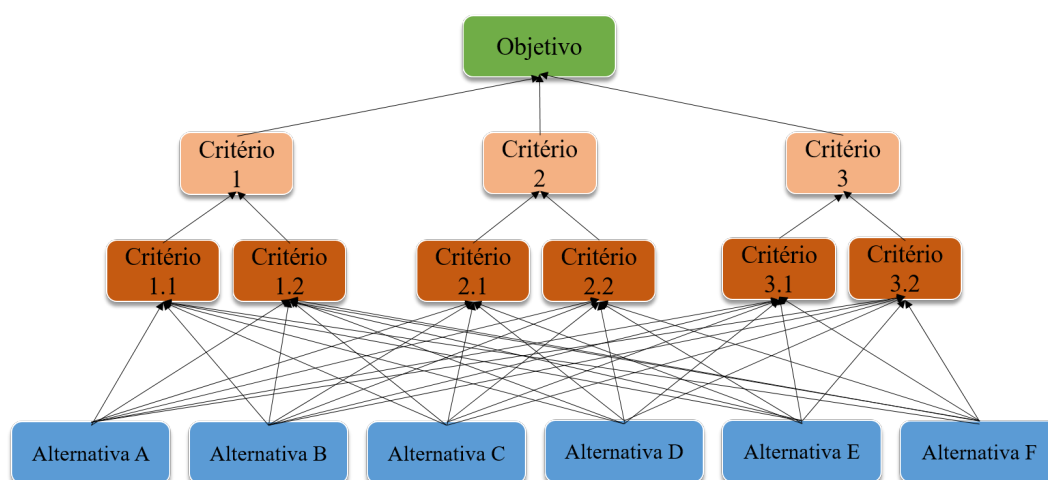 Objetivo
Critério
1
Critério
2
Critério
3
Critério
1.1
Critério
1.2
Critério
2.1
Critério
2.2
Critério
3.1
Critério
3.2
Alternativa A
Alternativa B
Alternativa C
Alternativa D
Alternativa E
Alternativa F